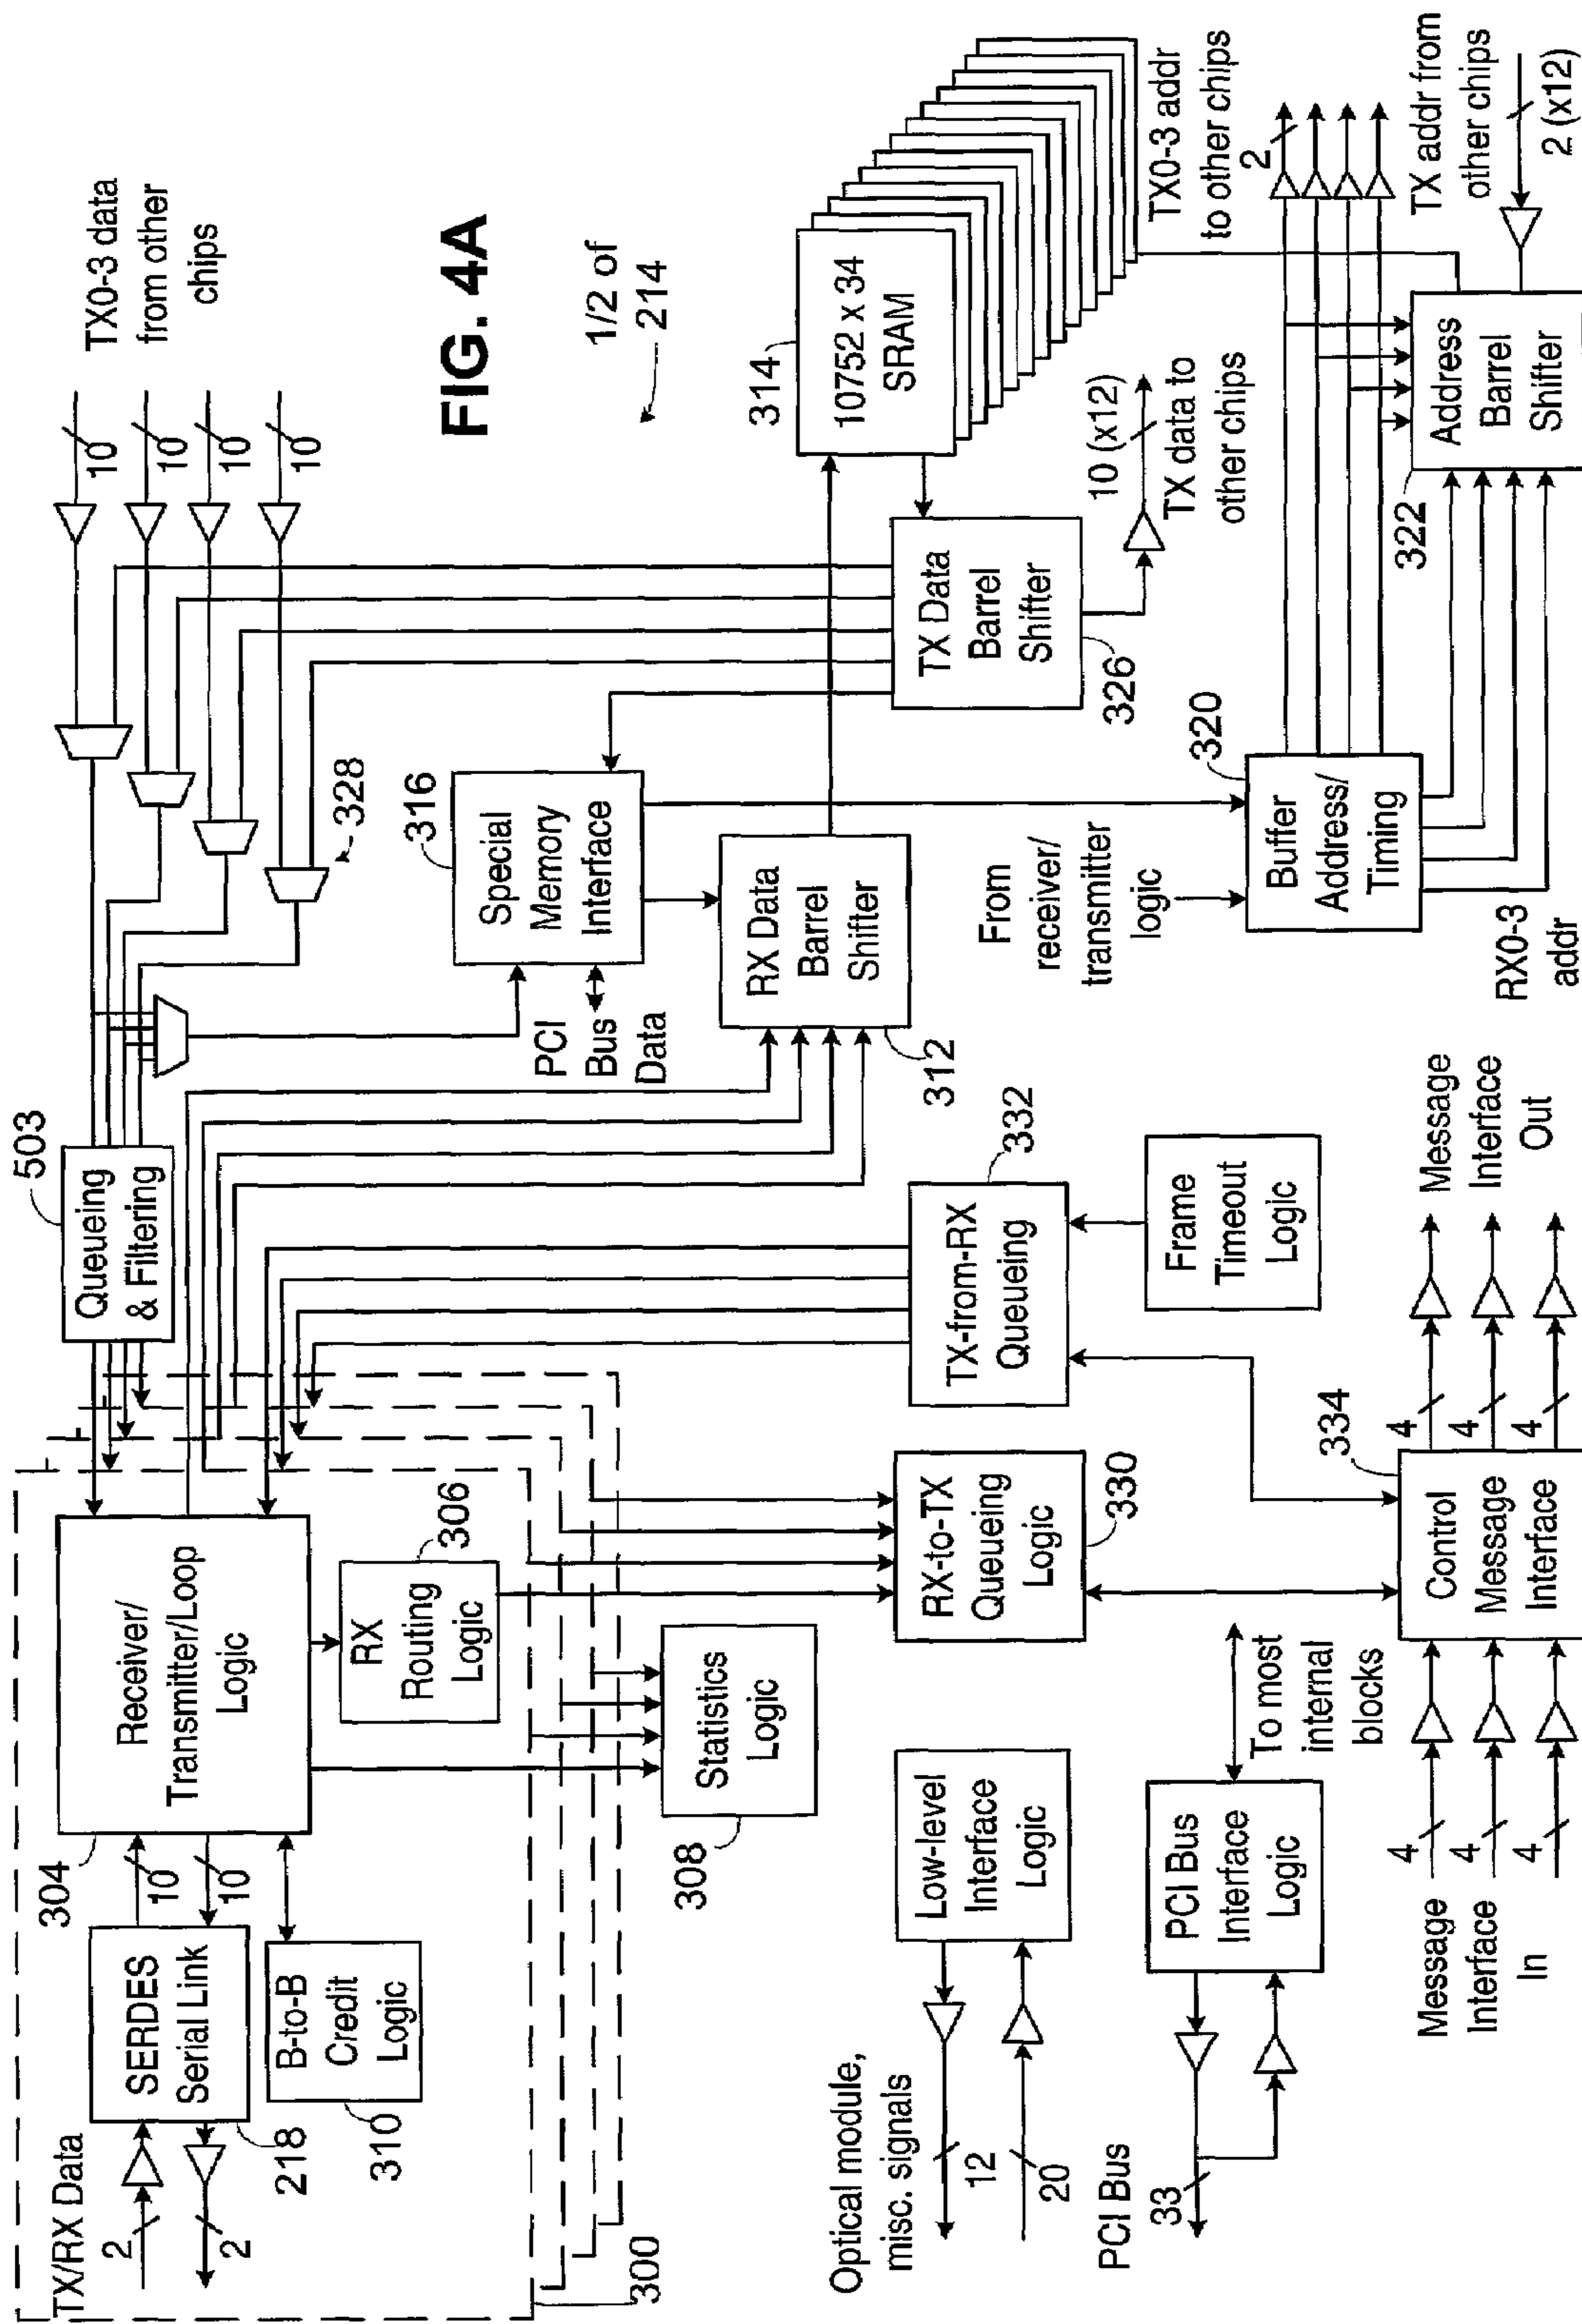 TX/RX Data
2
2
SERDES
Serial Link
218
10
10
304
Receiver/
Transmitter/Loop
Logic
B-to-B
Credit
Logic
310
RX
Routing
Logic
306
300
Statistics
Logic
308
503
Queueing
& Filtering
TX0-3 data
from other
chips
10
10
10
10
FIG. 4A
1/2 of
214
328
316
Special
Memory
Interface
PCI
Bus
Data
RX Data
Barrel
Shifter
312
314
10752 x 34
SRAM
TX Data
Barrel
Shifter
326
10 (x12)
TX data to
other chips
Optical module,
misc. signals
12
20
Low-level
Interface
Logic
RX-to-TX
Queueing
Logic
330
TX-from-RX
Queueing
332
Frame
Timeout
Logic
From
receiver/
transmitter
logic
320
Buffer
Address/
Timing
RX0-3
addr
TX0-3 addr
to other chips
2
322
Address
Barrel
Shifter
TX addr from
other chips
2 (x12)
PCI Bus
33
PCI Bus
Interface
Logic
To most
internal
blocks
Message
Interface
In
4
4
4
334
Control
Message
Interface
4
4
4
Message
Interface
Out